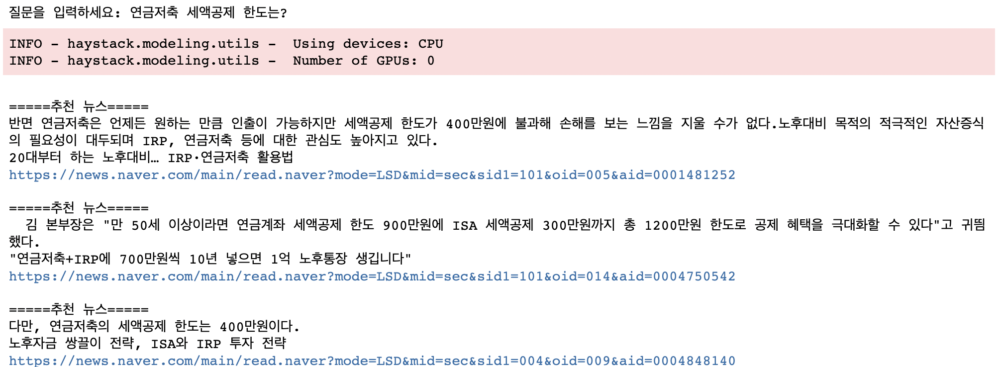 질문을 입력하세요: 연금저축 세액공제 한도는?
INFO - haystack.modeling.utils -  Using devices: CPU
INFO - haystack.modeling.utils -  Number of GPUs: 0
=====추천 뉴스=====
반면 연금저축은 언제든 원하는 만큼 인출이 가능하지만 세액공제 한도가 400만원에 불과해 손해를 보는 느낌을 지울 수가 없다.노후대비 목적의 적극적인 자산증식
의 필요성이 대두되며 IRP, 연금저축 등에 대한 관심도 높아지고 있다.
20대부터 하는 노후대비… IRP·연금저축 활용법
https://news.naver.com/main/read.naver?mode=LSD&mid=sec&sid1=101&oid=005&aid=0001481252
=====추천 뉴스=====
김 본부장은 "만 50세 이상이라면 연금계좌 세액공제 한도 900만원에 ISA 세액공제 300만원까지 총 1200만원 한도로 공제 혜택을 극대화할 수 있다"고 귀띔
했다.
"연금저축+IRP에 700만원씩 10년 넣으면 1억 노후통장 생깁니다"
https://news.naver.com/main/read.naver?mode=LSD&mid=sec&sid1=101&oid=014&aid=0004750542
=====추천 뉴스=====
다만, 연금저축의 세액공제 한도는 400만원이다.
노후자금 쌍끌이 전략, ISA와 IRP 투자 전략
https://news.naver.com/main/read.naver?mode=LSD&mid=sec&sid1=004&oid=009&aid=0004848140